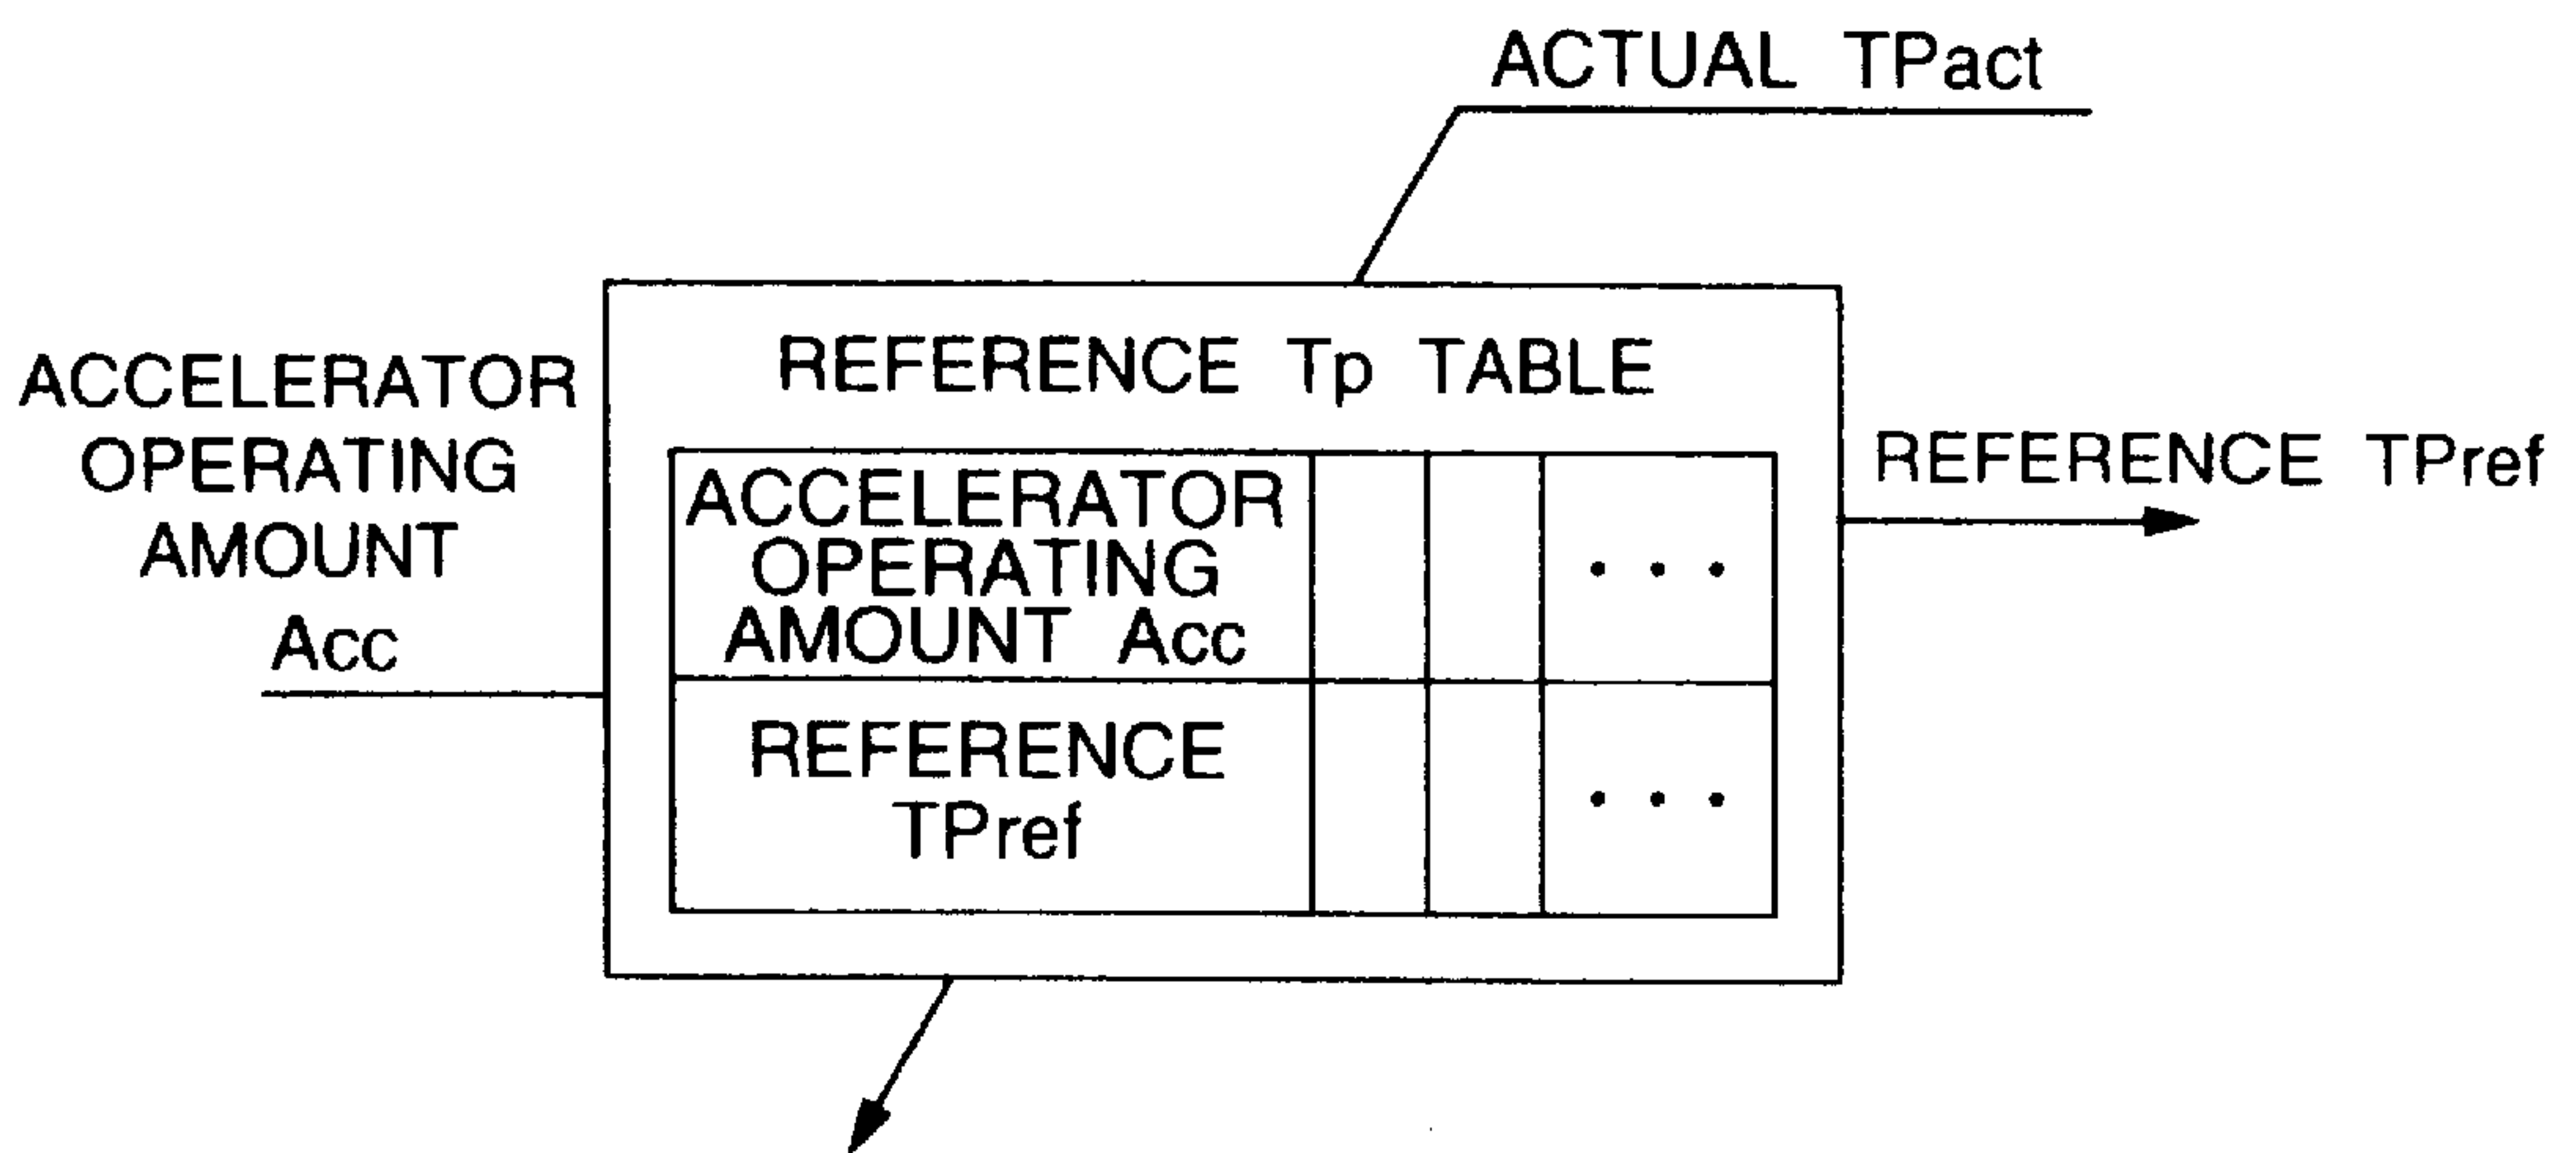 ACTUAL TPact
ACCELERATOR
OPERATING
AMOUNT
Acc
REFERENCE Tp TABLE
ACCELERATOR
OPERATING
AMOUNT Acc
• • •
REFERENCE
TPref
• • •
REFERENCE TPref